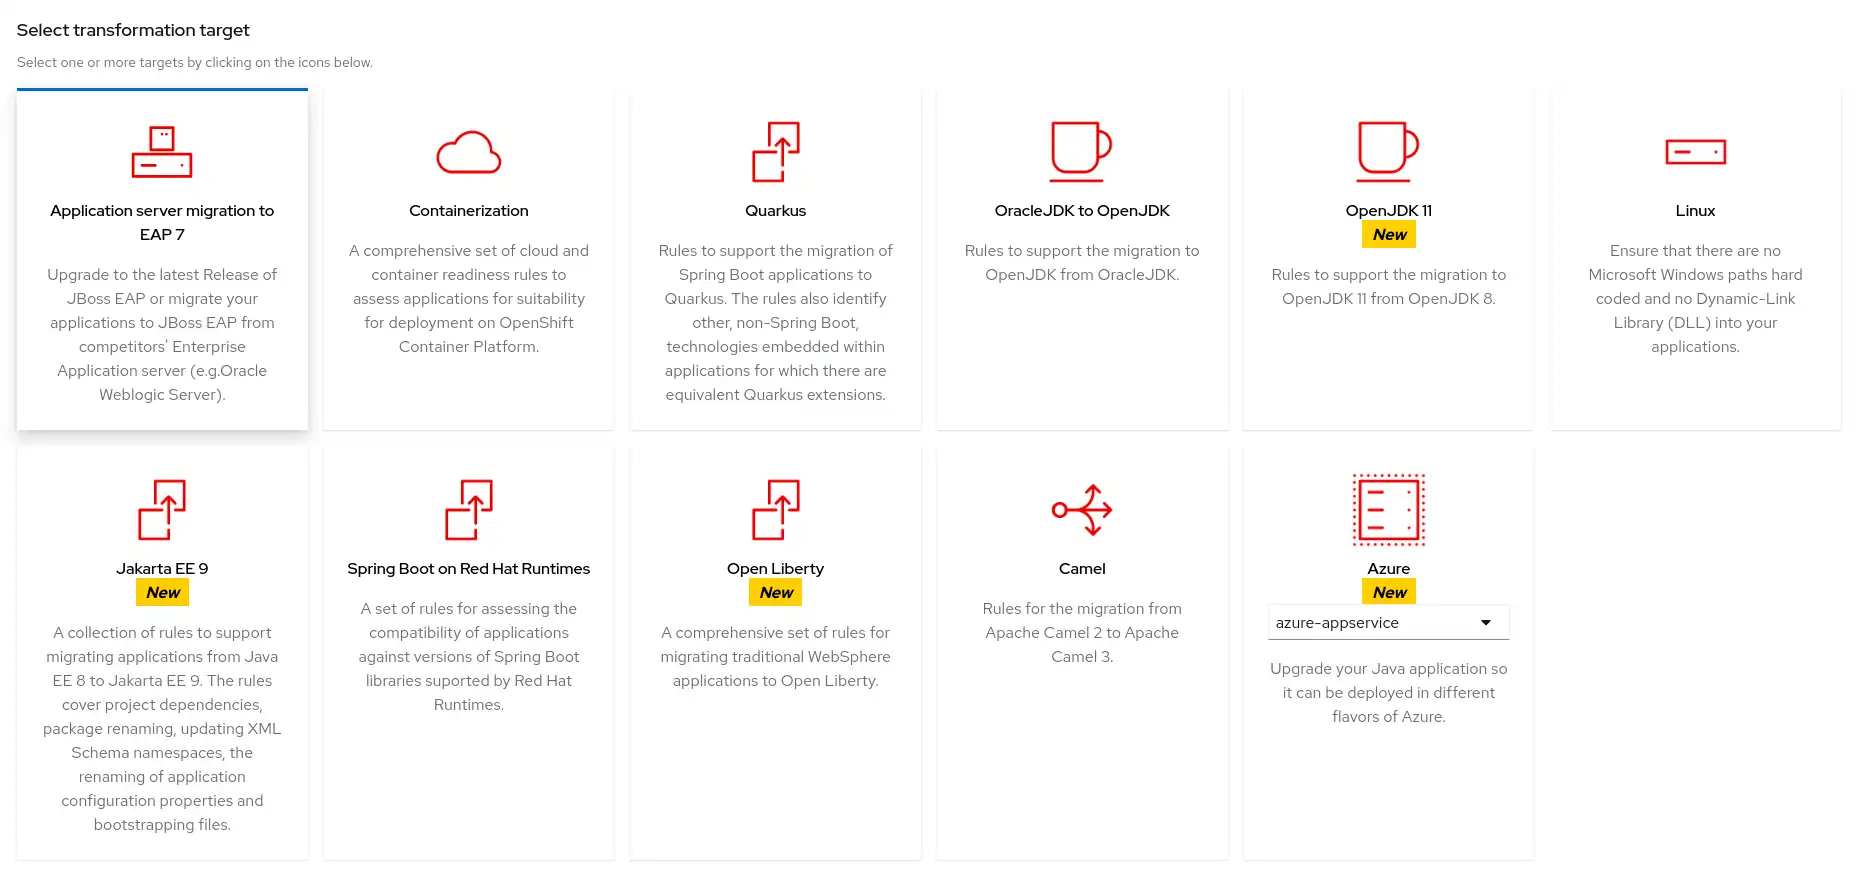 Select transformation target
Select one or more targets by clicking on the icons below.
Application server migration to
EAP 7
Upgrade to the latest Release of
JBoss EAP or migrate your
applications to JBoss EAP from
competitors' Enterprise
Application server (e.g.Oracle
Weblogic Server).
Containerization
A comprehensive set of cloud and
container readiness rules to
assess applications for suitability
for deployment on OpenShift
Container Platform.
Quarkus
Rules to support the migration of
Spring Boot applications to
Quarkus. The rules also identify
other, non-Spring Boot,
technologies embedded within
applications for which there are
equivalent Quarkus extensions.
OracleJDK to OpenJDK
Rules to support the migration to
OpenJDK from OracleJDK.
OpenJDK 11
New
Rules to support the migration to
OpenJDK 11 from OpenJDK 8.
Linux
Ensure that there are no
Microsoft Windows paths hard
coded and no Dynamic-Link
Library (DLL) into your
applications.
Jakarta EE 9
New
A collection of rules to support
migrating applications from Java
EE 8 to Jakarta EE 9. The rules
cover project dependencies,
package renaming, updating XML
Schema namespaces, the
renaming of application
configuration properties and
bootstrapping files.
Spring Boot on Red Hat Runtimes
A set of rules for assessing the
compatibility of applications
against versions of Spring Boot
libraries suported by Red Hat
Runtimes.
Open Liberty
New
A comprehensive set of rules for
migrating traditional WebSphere
applications to Open Liberty.
Camel
Rules for the migration from
Apache Camel 2 to Apache
Camel 3.
Azure
New
azure-appservice
Upgrade your Java application so
it can be deployed in different
flavors of Azure.